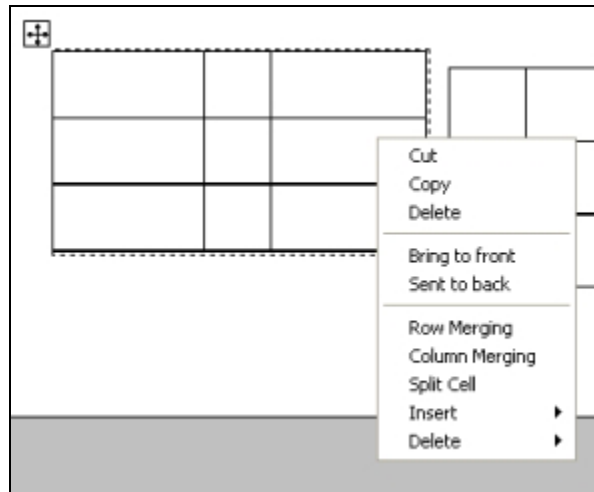 Cut
Copy
Delete
Bring to front
Sent to back
Row Merging
Column Merging
Split Cell
Insert
Delete